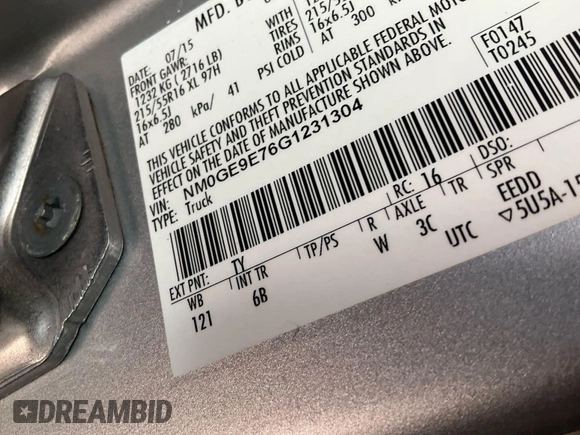 MFD. B
DATE: 07/15
FRONT GAWR:
1232 KG ( 2716 LB)
215/55R16 XL 97H
16x6.5J
AT 280 kPa/ 41 PSI COLD
215/5
TIRES
RIMS 16x6.5J
AT 300
THIS VEHICLE CONFORMS TO ALL APPLICABLE FEDERAL MOTOR
VEHICLE SAFETY AND THEFT PREVENTION STANDARDS IN
EFFECT ON THE DATE OF MANUFACTURE SHOWN ABOVE
VIN: NM0GE9E76G1231304
TYPE: Truck
F0147
T0245
EXT PNT: TY RC: 16 DSO:
WB INT TR TP/PS R AXLE TR SPR
121 6B W 3C EEDD
UTC ▽5U5A-15
DREAMBID